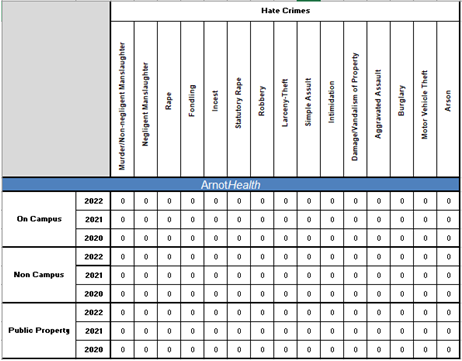 Hate Crimes
Murder/Non-negligent Manslaughter
Negligent Manslaughter
Rape
Fondling
Incest
Statutory Rape
Robbery
Larceny-Theft
Simple Assult
Intimidation
Damage/Vandalism of Property
Aggravated Assault
Burglary
Motor Vehicle Theft
Arson
ArnotHealth
2022 0 0 0 0 0 0 0 0 0 0 0 0 0 0 0
On Campus 2021 0 0 0 0 0 0 0 0 0 0 0 0 0 0 0
2020 0 0 0 0 0 0 0 0 0 0 0 0 0 0 0
2022 0 0 0 0 0 0 0 0 0 0 0 0 0 0 0
Non Campus 2021 0 0 0 0 0 0 0 0 0 0 0 0 0 0 0
2020 0 0 0 0 0 0 0 0 0 0 0 0 0 0 0
2022 0 0 0 0 0 0 0 0 0 0 0 0 0 0 0
Public Property 2021 0 0 0 0 0 0 0 0 0 0 0 0 0 0 0
2020 0 0 0 0 0 0 0 0 0 0 0 0 0 0 0